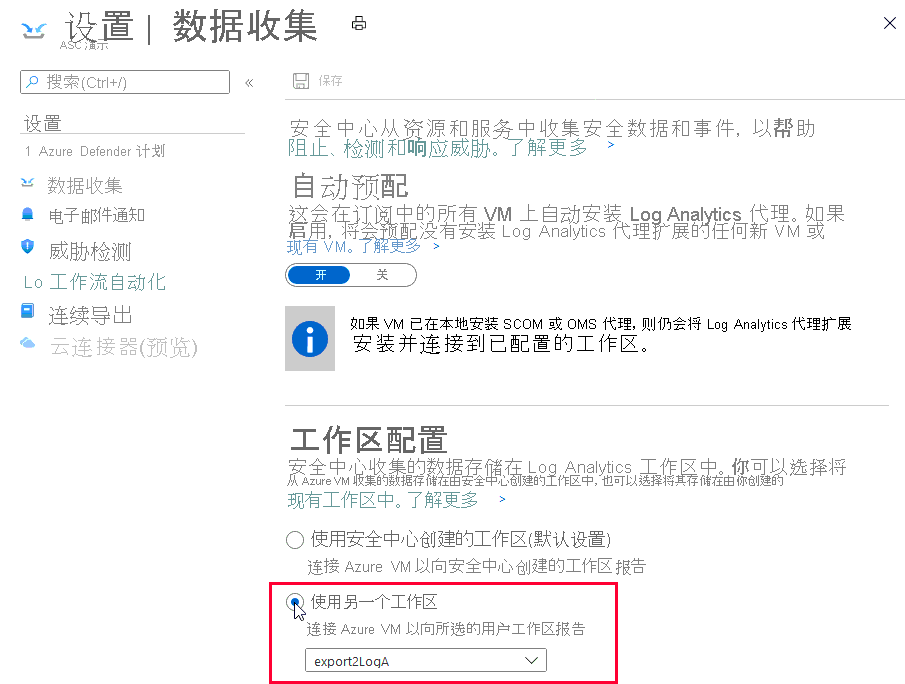 设置 | 数据收集
ASC 演示
搜索(Ctrl+/)
«
保存
设置
1 Azure Defender 计划
数据收集
电子邮件通知
威胁检测
Lo 工作流自动化
连续导出
云连接器(预览)
安全中心从资源和服务中收集安全数据和事件, 以帮助
阻止、检测和响应威胁。了解更多 >
自动预配
这会在订阅中的所有 VM 上自动安装 Log Analytics 代理。如果
启用, 将会预配没有安装 Log Analytics 代理扩展的任何新 VM 或
现有 VM。了解更多 >
开 关
如果 VM 已在本地安装 SCOM 或 OMS 代理, 则仍会将 Log Analytics 代理扩展
安装并连接到已配置的工作区。
工作区配置
安全中心收集的数据存储在 Log Analytics 工作区中。你可以选择将
从 Azure VM 收集的数据存储在由安全中心创建的工作区中, 也可以选择将其存储在由你创建的
现有工作区中。了解更多 >
使用安全中心创建的工作区(默认设置)
连接 Azure VM 以向安全中心创建的工作区报告
使用另一个工作区
连接 Azure VM 以向所选的用户工作区报告
export2LogA